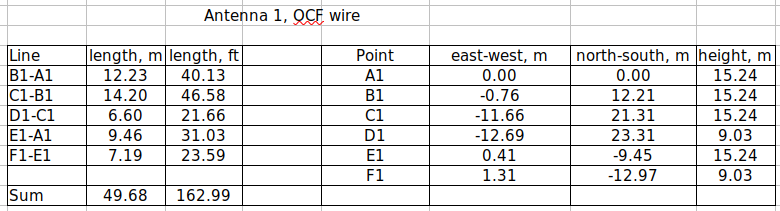 Antenna 1, OCF wire
Line length, m length, ft Point east-west, m north-south, m height, m
B1-A1 12.23 40.13 A1 0.00 0.00 15.24
C1-B1 14.20 46.58 B1 -0.76 12.21 15.24
D1-C1 6.60 21.66 C1 -11.66 21.31 15.24
E1-A1 9.46 31.03 D1 -12.69 23.31 9.03
F1-E1 7.19 23.59 E1 0.41 -9.45 15.24
F1 1.31 -12.97 9.03
Sum 49.68 162.99